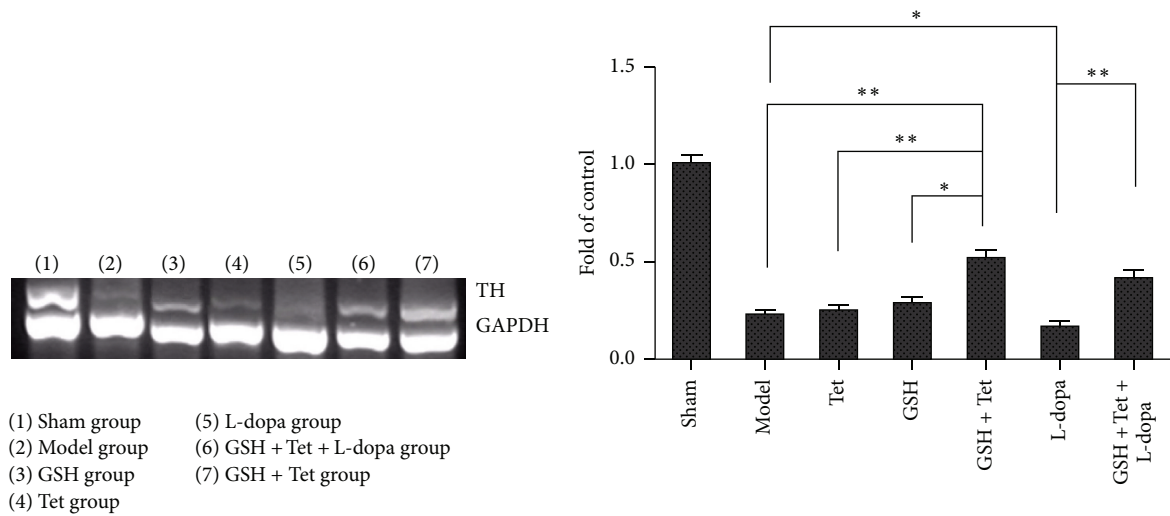 (1) (2) (3) (4) (5) (6) (7)
TH
GAPDH
(1) Sham group
(2) Model group
(3) GSH group
(4) Tet group
(5) L-dopa group
(6) GSH + Tet + L-dopa group
(7) GSH + Tet group
Fold of control
1.5
1.0
0.5
0.0
*
**
**
**
*
Sham
Model
Tet
GSH
GSH + Tet
L-dopa
GSH + Tet +
L-dopa